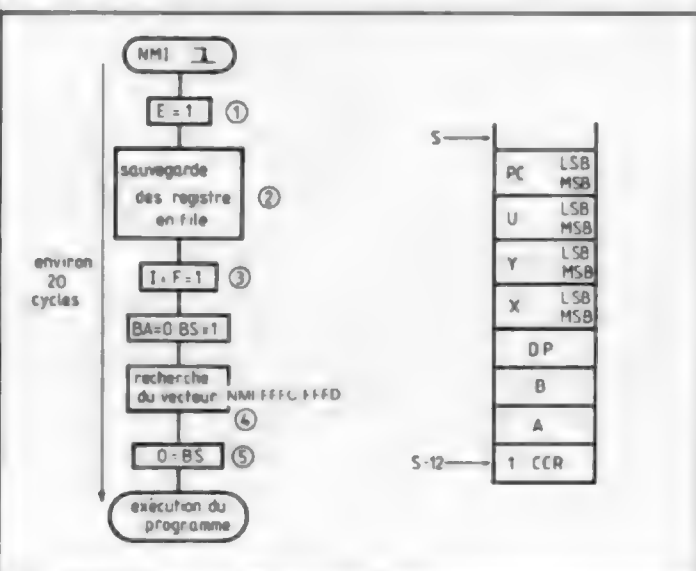 NMI
E = 1 ①
sauvegarde
des registre
en file
②
I = F = 1 ③
environ
20
cycles
BA=0 BS=1
recherche
du vecteur NMI FFFC FFFD
④
0 = BS ⑤
exécution du
programme
S
PC LSB
MSB
U LSB
MSB
Y LSB
MSB
X LSB
MSB
DP
B
A
S-12
1 CCR